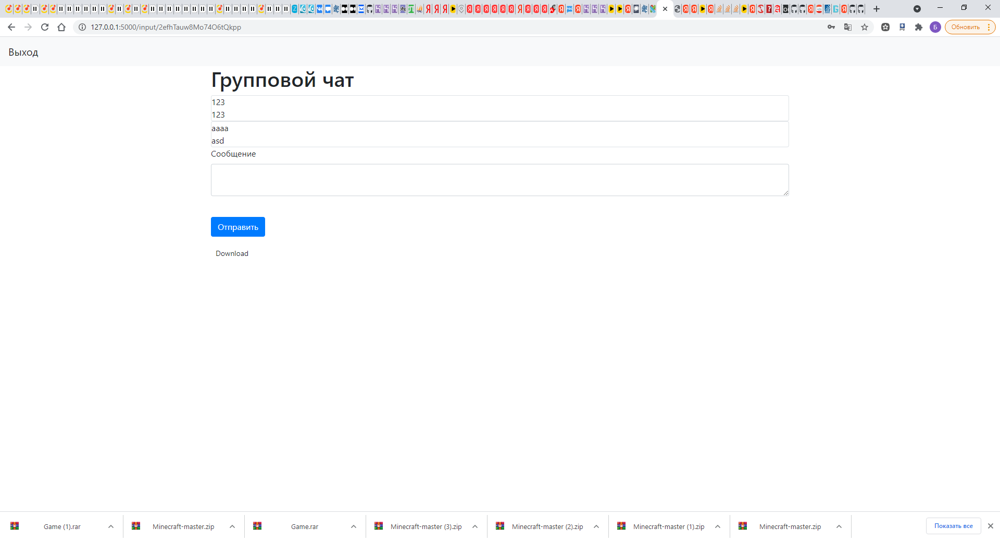 127.0.0.1:5000/input/2efhTauw8Mo74O6tQkpp
Б
Обновить
Выход
Групповой чат
123
123
aaaa
asd
Сообщение
Отправить
Download
Game (1).rar
Minecraft-master.zip
Game.rar
Minecraft-master (3).zip
Minecraft-master (2).zip
Minecraft-master (1).zip
Minecraft-master.zip
Показать все